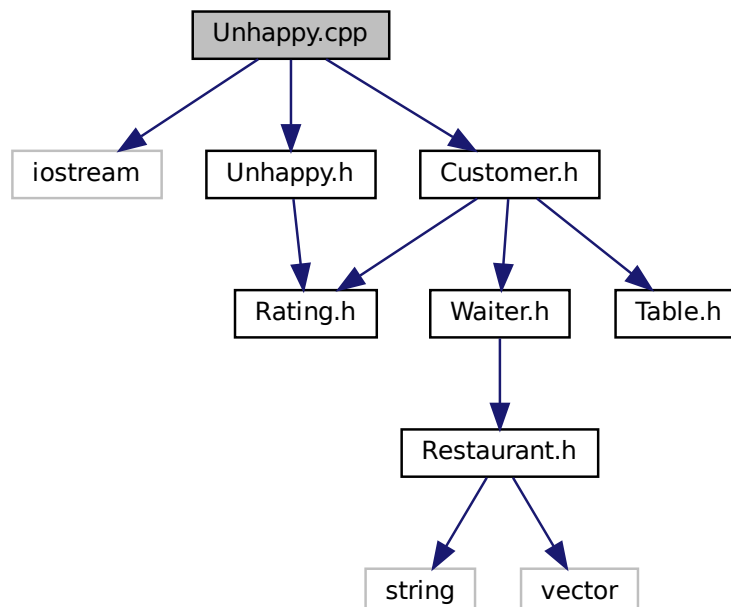 Unhappy.cpp
iostream
Unhappy.h
Customer.h
Rating.h
Waiter.h
Table.h
Restaurant.h
string
vector